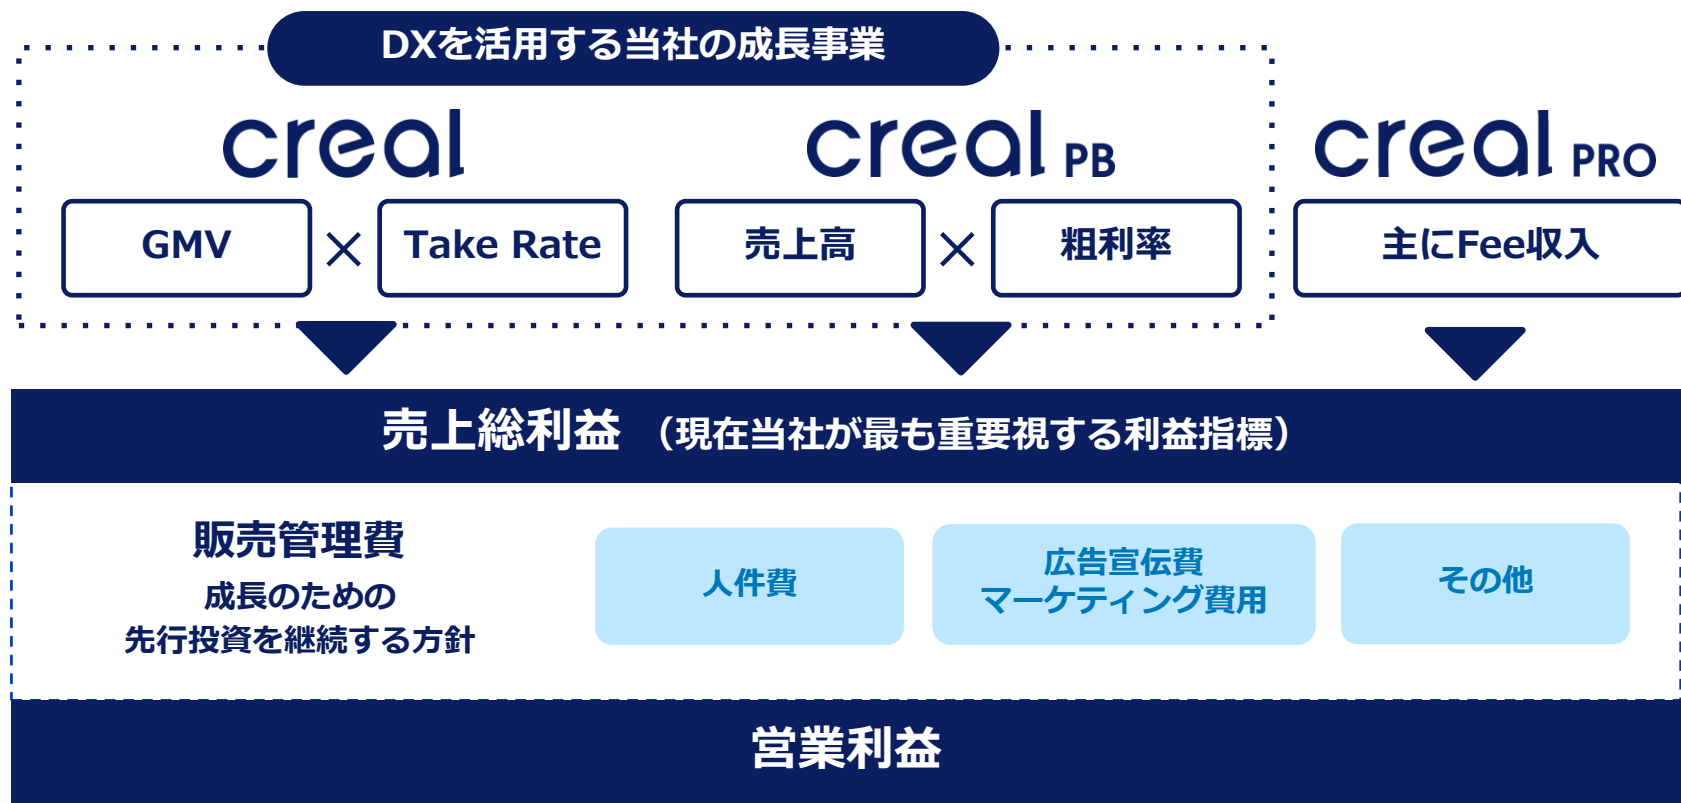 DXを活用する当社の成長事業
creal
creal PB
creal PRO
GMV × Take Rate
売上高 × 粗利率
主にFee収入
売上総利益 （現在当社が最も重要視する利益指標）
販売管理費
成長のための
先行投資を継続する方針
人件費
広告宣伝費
マーケティング費用
その他
営業利益